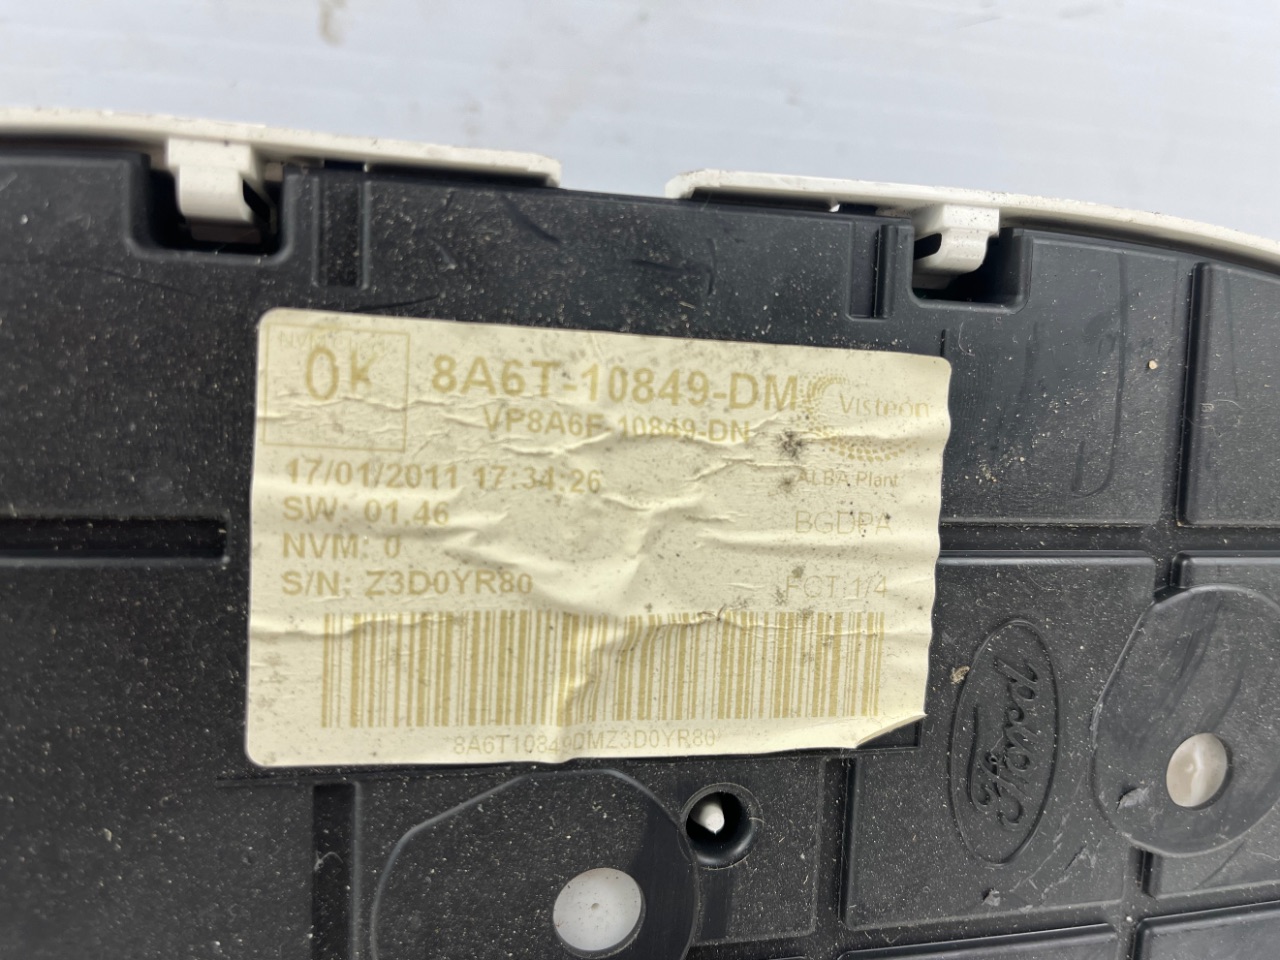 Ok
8A6T-10849-DM
VP8A6F-10849-DN
Visteon
17/01/2011 17:34:26
ALBA Plant
SW: 01.46
BGDPA
NVM: 0
S/N: Z3D0YR80
FCT 1/4
8A6T10849DMZ3D0YR80
Ford